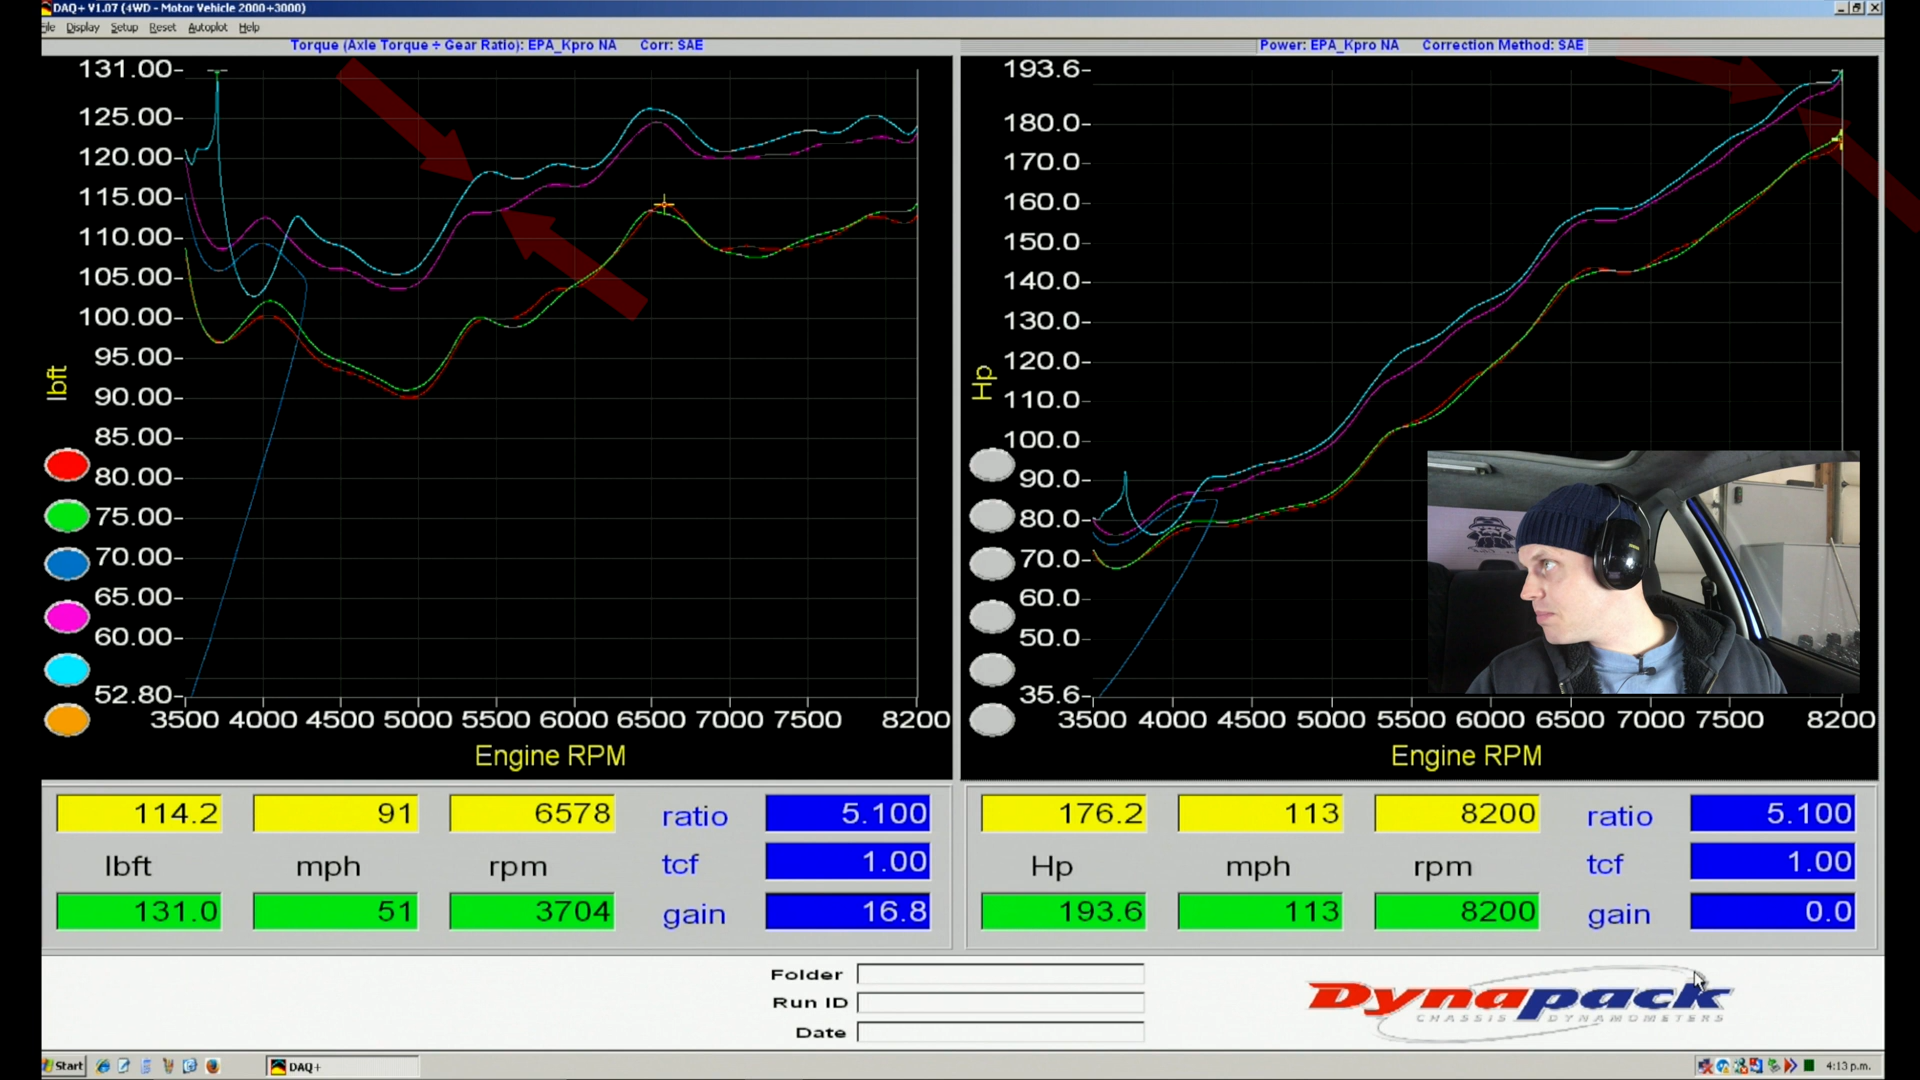 DAQ+ V1.07 (4WD - Motor Vehicle 2000+3000)
File Display Setup Reset Autoplot Help
Torque (Axle Torque ÷ Gear Ratio): EPA_Kpro NA Corr: SAE
131.00
125.00
120.00
115.00
110.00
105.00
100.00
95.00
90.00
85.00
80.00
75.00
70.00
65.00
60.00
52.80
lbft
3500 4000 4500 5000 5500 6000 6500 7000 7500 8200
Engine RPM
Power: EPA_Kpro NA Correction Method: SAE
193.6
180.0
170.0
160.0
150.0
140.0
130.0
120.0
110.0
100.0
90.0
80.0
70.0
60.0
50.0
35.6
Hp
3500 4000 4500 5000 5500 6000 6500 7000 7500 8200
Engine RPM
114.2 91 6578 ratio 5.100
lbft mph rpm tcf 1.00
131.0 51 3704 gain 16.8
176.2 113 8200 ratio 5.100
Hp mph rpm tcf 1.00
193.6 113 8200 gain 0.0
Folder
Run ID
Date
Dynapack
CHASSIS DYNAMOMETERS
Start DAQ+ 4:13 p.m.